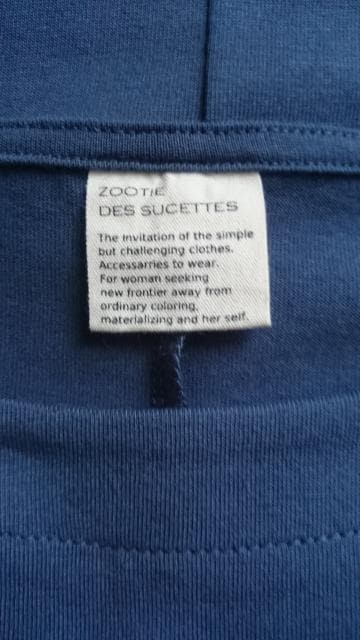 ZOOTIE
DES SUCETTES
The invitation of the simple
but challenging clothes.
Accessarries to wear.
For woman seeking
new frontier away from
ordinary coloring,
materializing and her self.